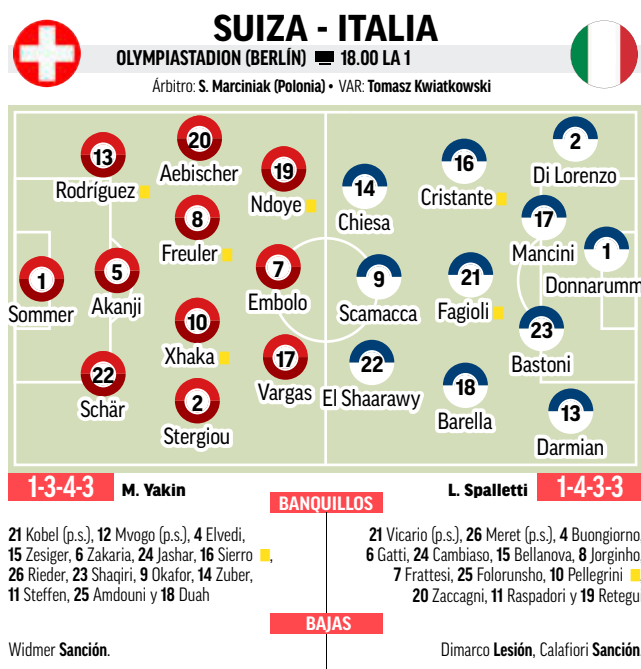 SUIZA - ITALIA
OLYMPIASTADION (BERLÍN) 18.00 LA 1
Árbitro: S. Marciniak (Polonia) • VAR: Tomasz Kwiatkowski
1
Sommer
13
Rodríguez
5
Akanji
22
Schär
20
Aebischer
8
Freuler
10
Xhaka
2
Stergiou
19
Ndoye
7
Embolo
17
Vargas
14
Chiesa
9
Scamacca
22
El Shaarawy
16
Cristante
21
Fagioli
18
Barella
2
Di Lorenzo
17
Mancini
23
Bastoni
13
Darmian
1
Donnarumm
1-3-4-3 M. Yakin
L. Spalletti 1-4-3-3
BANQUILLOS
21 Kobel (p.s.), 12 Mvogo (p.s.), 4 Elvedi,
15 Zesiger, 6 Zakaria, 24 Jashar, 16 Sierro ,
26 Rieder, 23 Shaqiri, 9 Okafor, 14 Zuber,
11 Steffen, 25 Amdouni y 18 Duah
21 Vicario (p.s.), 26 Meret (p.s.), 4 Buongiorno,
6 Gatti, 24 Cambiaso, 15 Bellanova, 8 Jorginho,
7 Frattesi, 25 Folorunsho, 10 Pellegrini
20 Zaccagni, 11 Raspadori y 19 Retegui
BAJAS
Widmer Sanción.
Dimarco Lesión, Calafiori Sanción